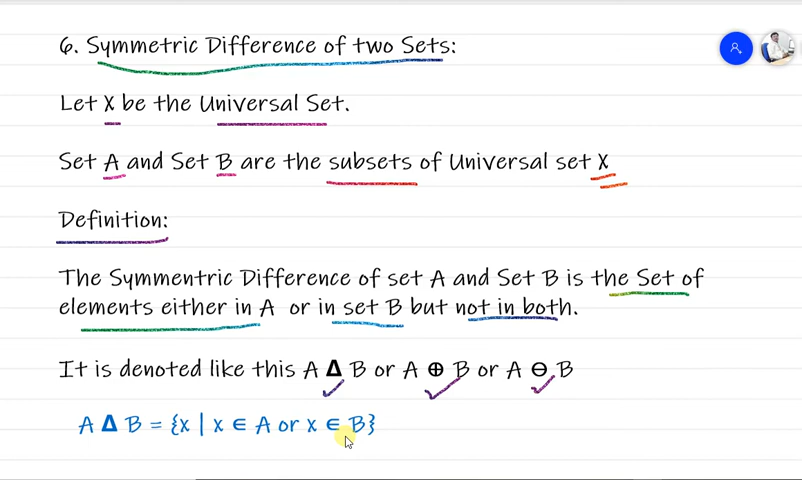 6. Symmetric Difference of two Sets:
Let X be the Universal Set.
Set A and Set B are the subsets of Universal set X
Definition:
The Symmentric Difference of set A and Set B is the Set of
elements either in A or in set B but not in both.
It is denoted like this A Δ B or A ⊕ B or A ⊖ B
A Δ B = {x | x ∈ A or x ∈ B}